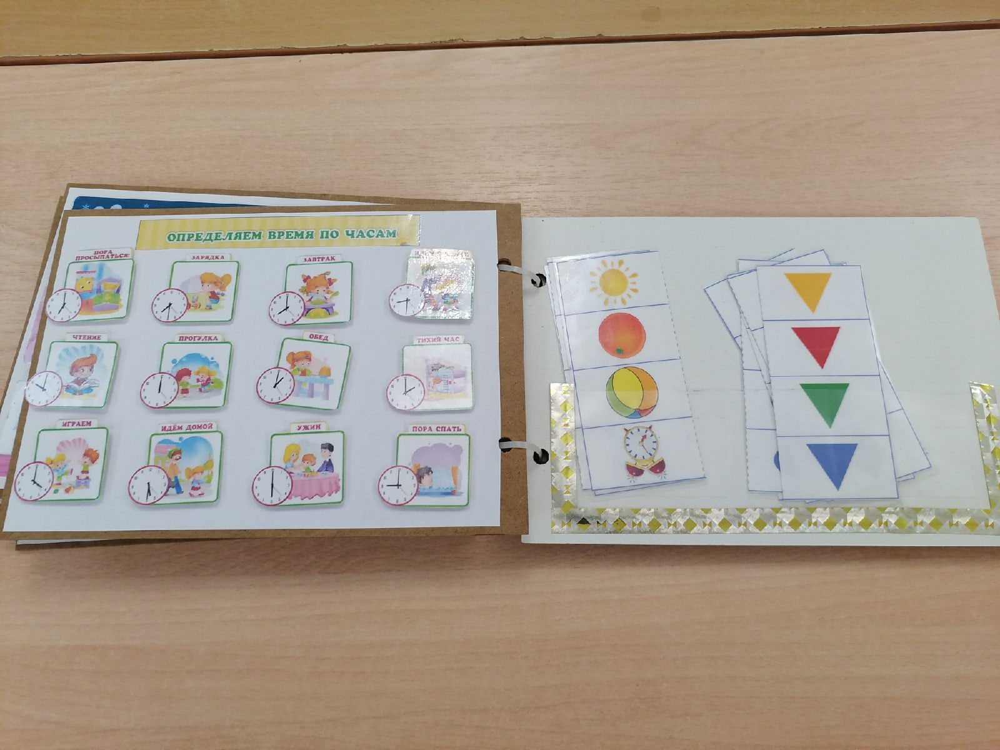 ОПРЕДЕЛЯЕМ ВРЕМЯ ПО ЧАСАМ
ПОРА
ПРОСЫПАТЬСЯ!
ЗАРЯДКА
ЗАВТРАК
ЧТЕНИЕ
ПРОГУЛКА
ОБЕД
ТИХИЙ ЧАС
ИГРАЕМ
ИДЁМ ДОМОЙ
УЖИН
ПОРА СПАТЬ